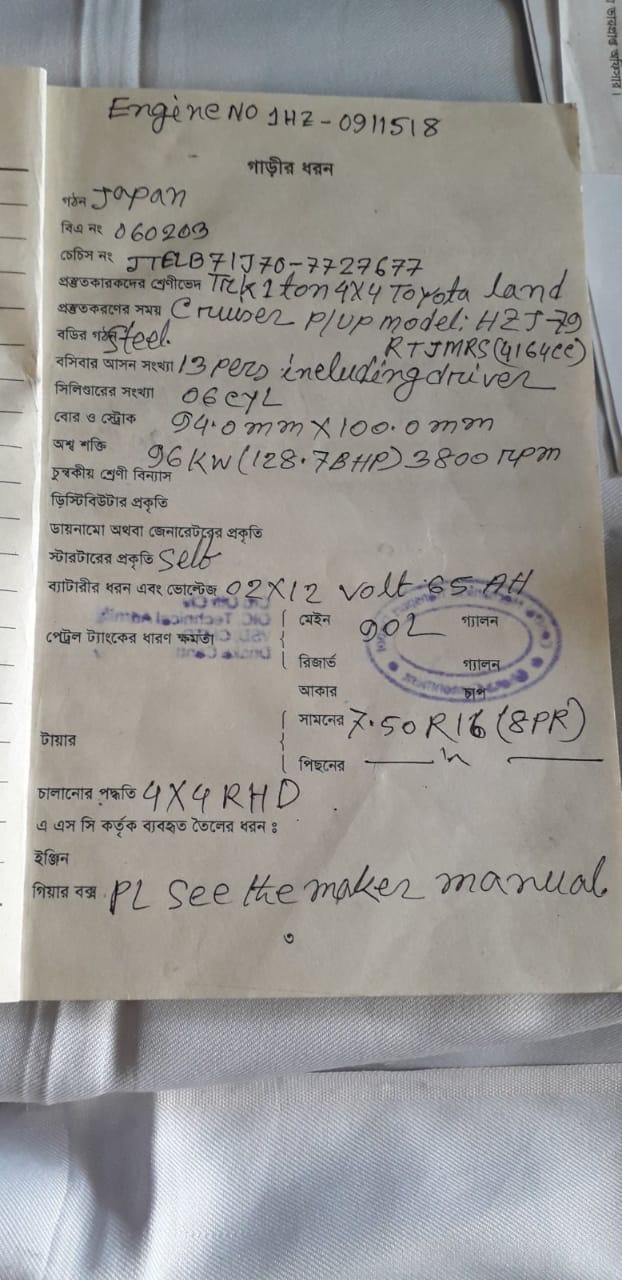 ভারপ্রাপ্ত অফিসার।
Engine NO 1HZ-0911518
গাড়ীর ধরন
গঠন Japan
বিএ নং 060203
চেচিস নং JTELB71J70-7727677
প্রস্তুতকারকদের শ্রেণীভেদ Trk 1 ton 4X4 Toyota land
প্রস্তুতকরণের সময় Cruiser P/up model: HZJ-79
বডির গঠন Steel. RTJMRS(4164cc)
বসিবার আসন সংখ্যা 13 pers including driver
সিলিণ্ডারের সংখ্যা 06 cyl
বোর ও স্ট্রোক 94.0 mm X 100.0 mm
অশ্ব শক্তি 96 KW (128.7BHP) 3800 rpm
চুম্বকীয় শ্রেণী বিন্যাস
ডিস্টিবিউটার প্রকৃতি
ডায়নামো অথবা জেনারেটরের প্রকৃতি
স্টারটারের প্রকৃতি Self
ব্যাটারীর ধরন এবং ভোল্টেজ 02X12 volt.65 AH
মেইন 90L গ্যালন
পেট্রল ট্যাংকের ধারণ ক্ষমতা
রিজার্ভ গ্যালন
আকার চাপ
সামনের 7.50 R16 (8PR)
টায়ার
পিছনের
চালানোর পদ্ধতি 4X4 RHD
এ এস সি কর্তৃক ব্যবহৃত তৈলের ধরন ঃ
ইঞ্জিন
গিয়ার বক্স PL see the maker manual
৩